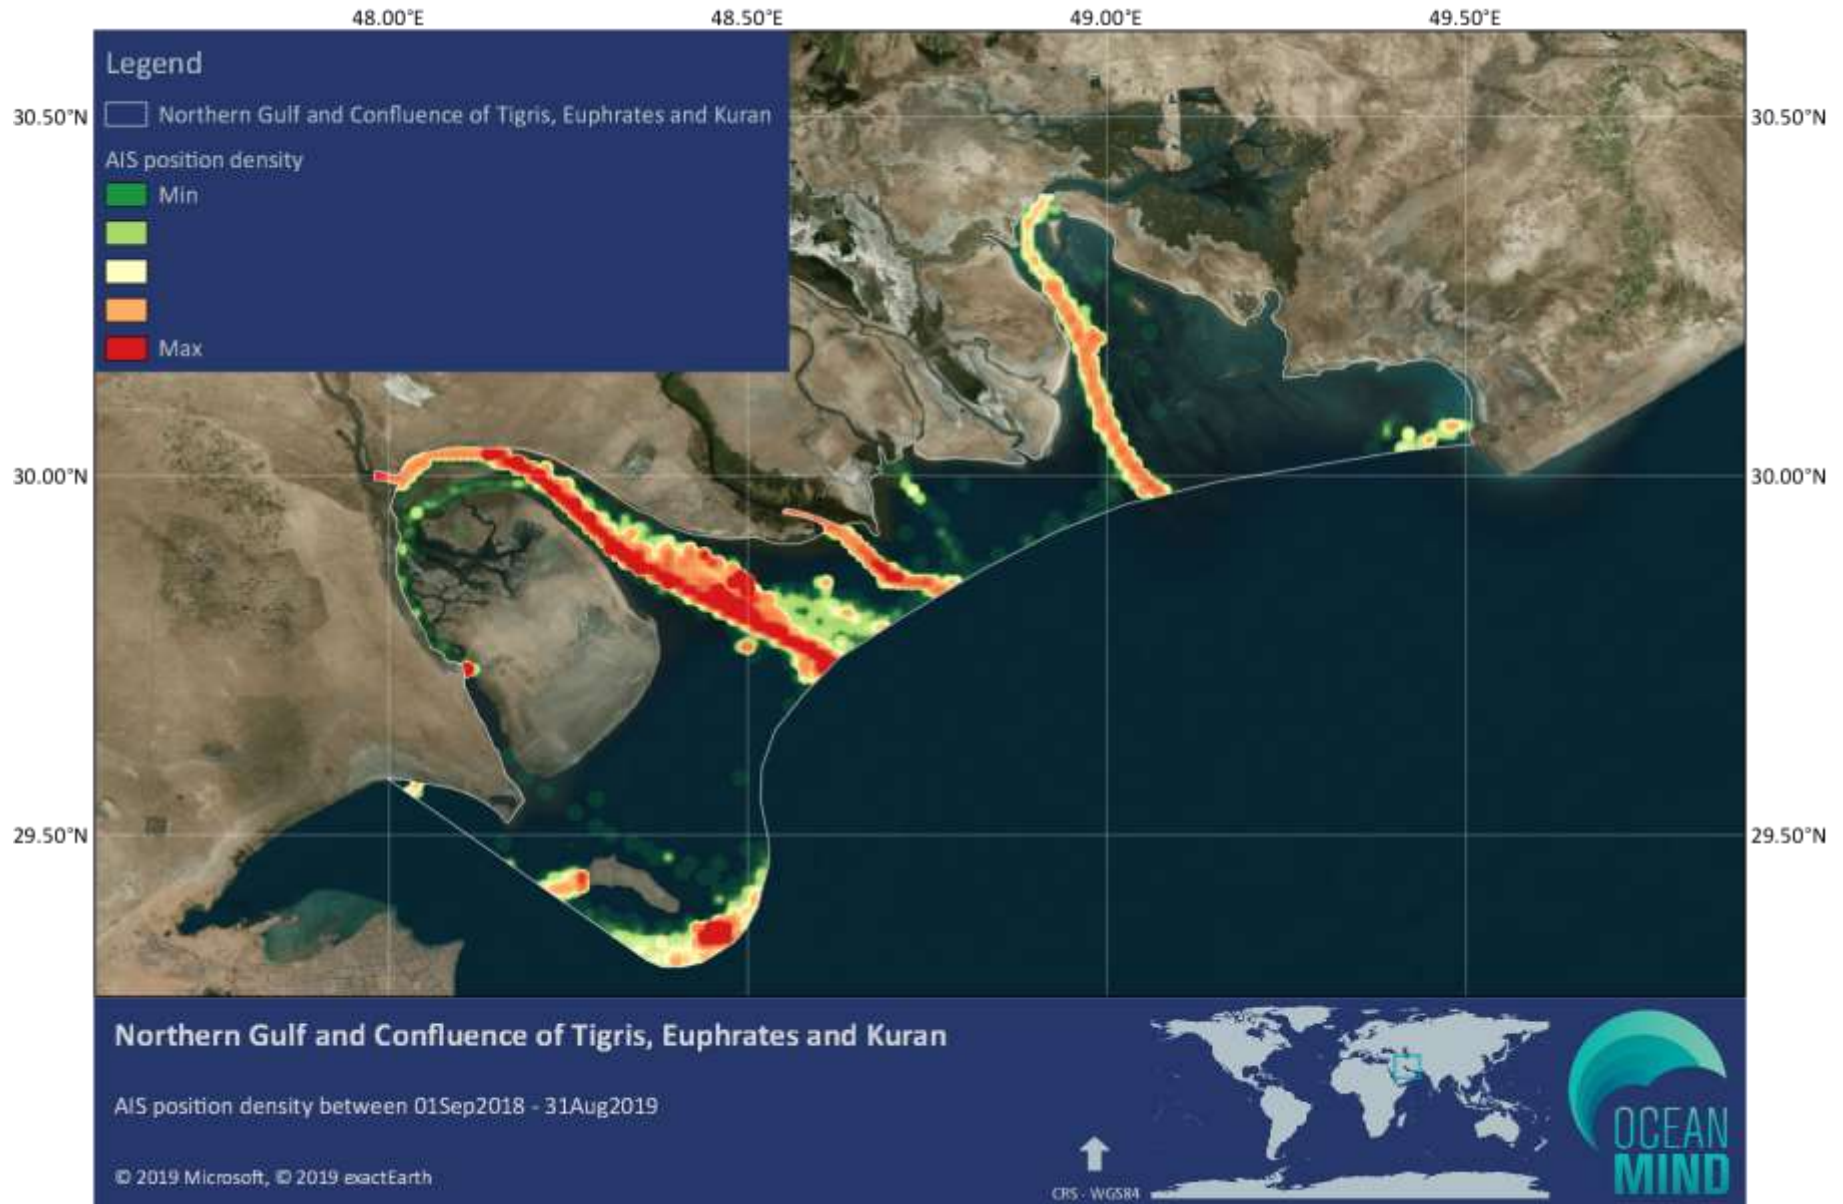 48.00°E 48.50°E 49.00°E 49.50°E
Legend
Northern Gulf and Confluence of Tigris, Euphrates and Kuran
AIS position density
Min
Max
30.50°N 30.50°N
30.00°N 30.00°N
29.50°N 29.50°N
Northern Gulf and Confluence of Tigris, Euphrates and Kuran
AIS position density between 01Sep2018 - 31Aug2019
© 2019 Microsoft, © 2019 exactEarth
CRS - WGS84
OCEAN
MIND